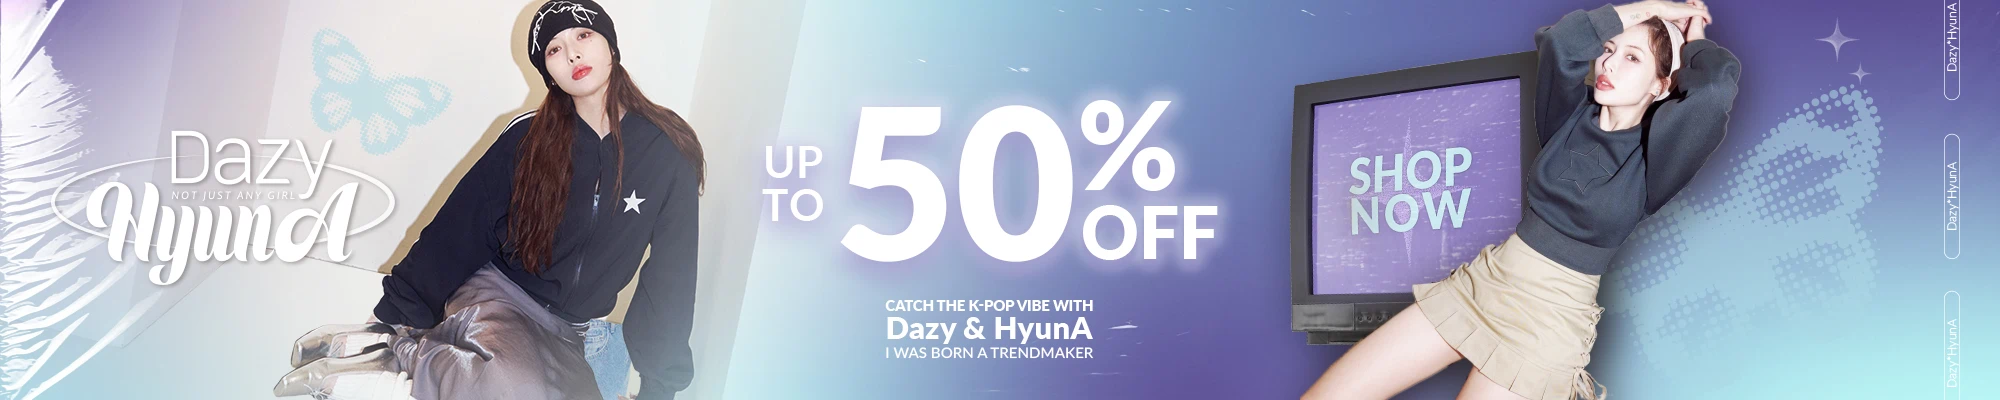 Dazy
NOT JUST ANY GIRL
HyunA
UP
TO
50%
OFF
CATCH THE K-POP VIBE WITH
Dazy & HyunA
I WAS BORN A TRENDMAKER
SHOP
NOW
Dazy*HyunA
Dazy*HyunA
Dazy*HyunA